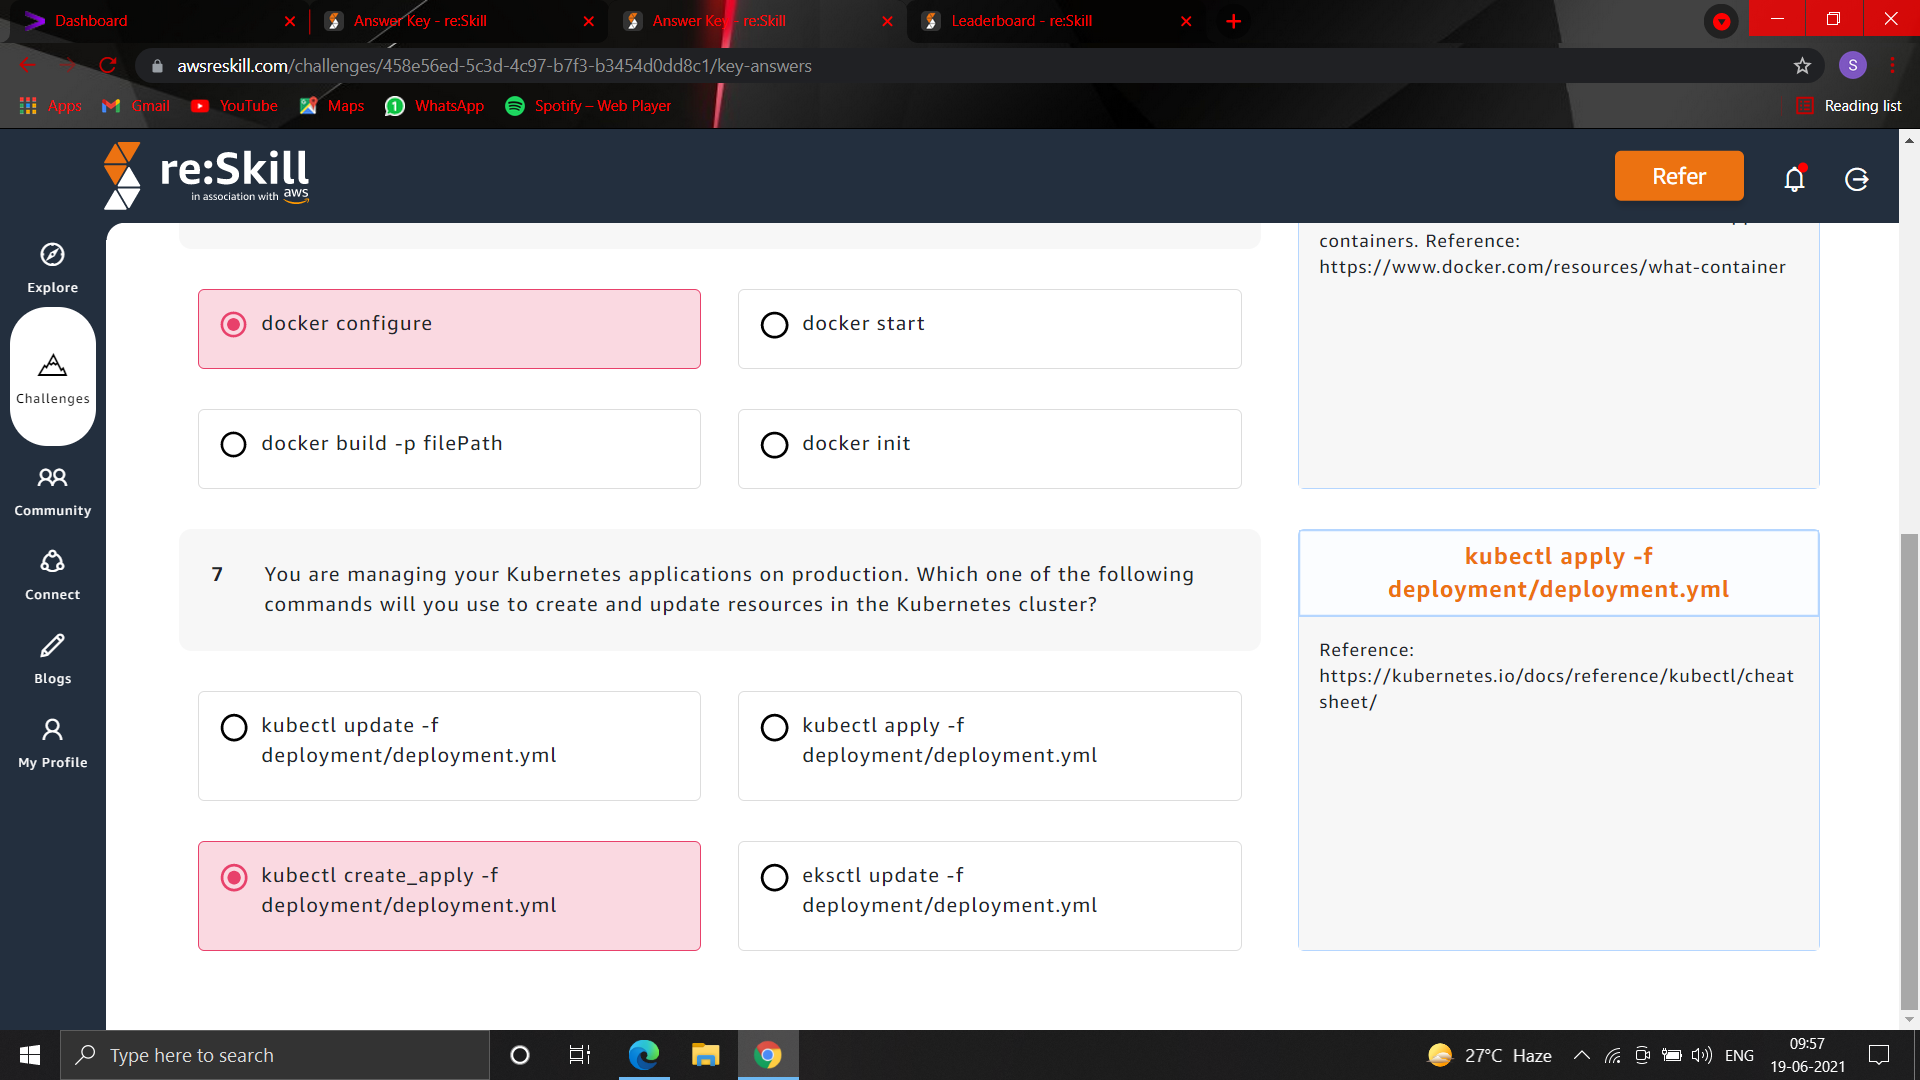 Dashboard
Answer Key - re:Skill
Answer Key - re:Skill
Leaderboard - re:Skill
awsreskill.com/challenges/458e56ed-5c3d-4c97-b7f3-b3454d0dd8c1/key-answers
S
Apps
Gmail
YouTube
Maps
WhatsApp
Spotify – Web Player
Reading list
re:Skill
in association with aws
Refer
Explore
Challenges
Community
Connect
Blogs
My Profile
containers. Reference:
https://www.docker.com/resources/what-container
docker configure
docker start
docker build -p filePath
docker init
7
You are managing your Kubernetes applications on production. Which one of the following
commands will you use to create and update resources in the Kubernetes cluster?
kubectl apply -f
deployment/deployment.yml
Reference:
https://kubernetes.io/docs/reference/kubectl/cheat
sheet/
kubectl update -f
deployment/deployment.yml
kubectl apply -f
deployment/deployment.yml
kubectl create_apply -f
deployment/deployment.yml
eksctl update -f
deployment/deployment.yml
Type here to search
27°C Haze
ENG
09:57
19-06-2021